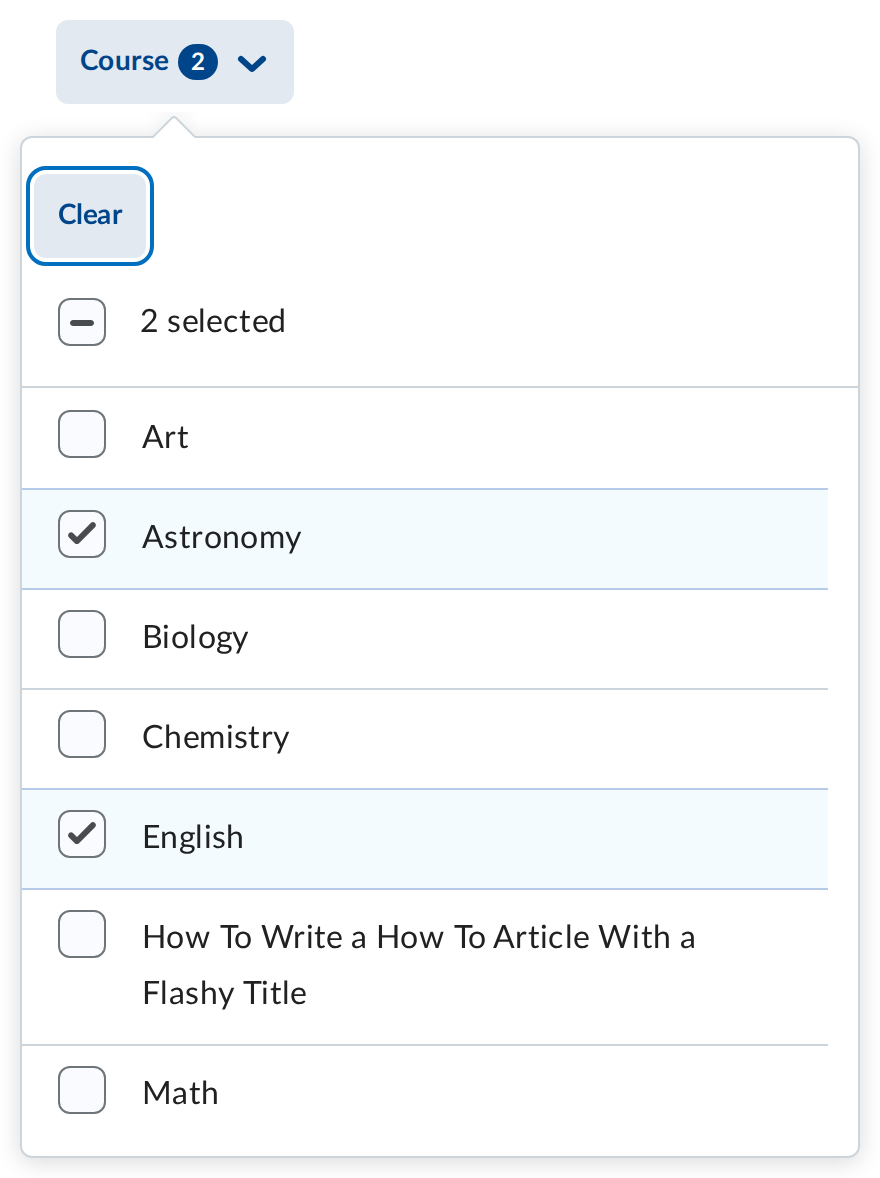 Course 2
Clear
2 selected
Art
Astronomy
Biology
Chemistry
English
How To Write a How To Article With a
Flashy Title
Math